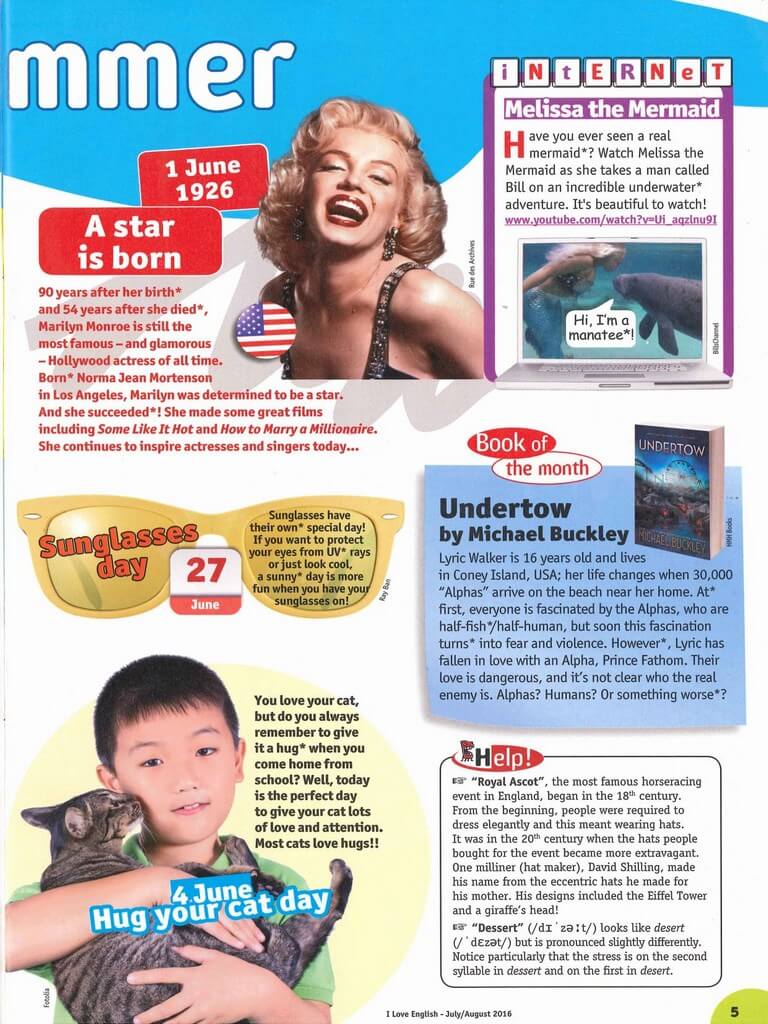 mmer
1 June
1926
A star
is born
90 years after her birth*
and 54 years after she died*,
Marilyn Monroe is still the
most famous – and glamorous
– Hollywood actress of all time.
Born* Norma Jean Mortenson
in Los Angeles, Marilyn was determined to be a star.
And she succeeded*! She made some great films
including Some Like It Hot and How to Marry a Millionaire.
She continues to inspire actresses and singers today...
Rue des Archives
iNtERNeT
Melissa the Mermaid
Have you ever seen a real
mermaid*? Watch Melissa the
Mermaid as she takes a man called
Bill on an incredible underwater*
adventure. It's beautiful to watch!
www.youtube.com/watch?v=Ui_aqzlnu9I
Hi, I'm a
manatee*!
BillsChannel
Sunglasses
day
27
June
Sunglasses have
their own* special day!
If you want to protect
your eyes from UV* rays
or just look cool,
a sunny* day is more
fun when you have your
sunglasses on!
Ray Ban
Book of
the month
UNDERTOW
MICHAEL BUCKLEY
HMH Books
Undertow
by Michael Buckley
Lyric Walker is 16 years old and lives
in Coney Island, USA; her life changes when 30,000
“Alphas” arrive on the beach near her home. At*
first, everyone is fascinated by the Alphas, who are
half-fish*/half-human, but soon this fascination
turns* into fear and violence. However*, Lyric has
fallen in love with an Alpha, Prince Fathom. Their
love is dangerous, and it's not clear who the real
enemy is. Alphas? Humans? Or something worse*?
You love your cat,
but do you always
remember to give
it a hug* when you
come home from
school? Well, today
is the perfect day
to give your cat lots
of love and attention.
Most cats love hugs!!
4 June
Hug your cat day
Fotolia
Help!
☞ “Royal Ascot”, the most famous horseracing
event in England, began in the 18th century.
From the beginning, people were required to
dress elegantly and this meant wearing hats.
It was in the 20th century when the hats people
bought for the event became more extravagant.
One milliner (hat maker), David Shilling, made
his name from the eccentric hats he made for
his mother. His designs included the Eiffel Tower
and a giraffe's head!
☞ “Dessert” (/dɪˈzəːt/) looks like desert
(/ˈdɛzət/) but is pronounced slightly differently.
Notice particularly that the stress is on the second
syllable in dessert and on the first in desert.
I Love English - July/August 2016
5